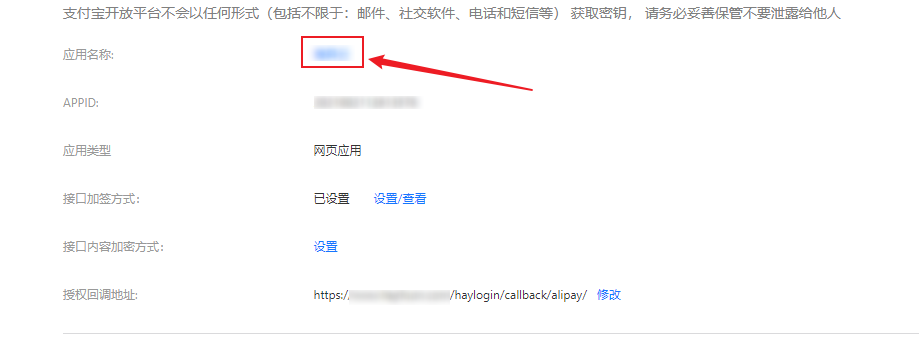 支付宝开放平台不会以任何形式（包括不限于：邮件、社交软件、电话和短信等） 获取密钥， 请务必妥善保管不要泄露给他人
应用名称:
APPID:
应用类型 网页应用
接口加签方式： 已设置 设置/查看
接口内容加密方式： 设置
授权回调地址: https:/ /haylogin/callback/alipay/ 修改